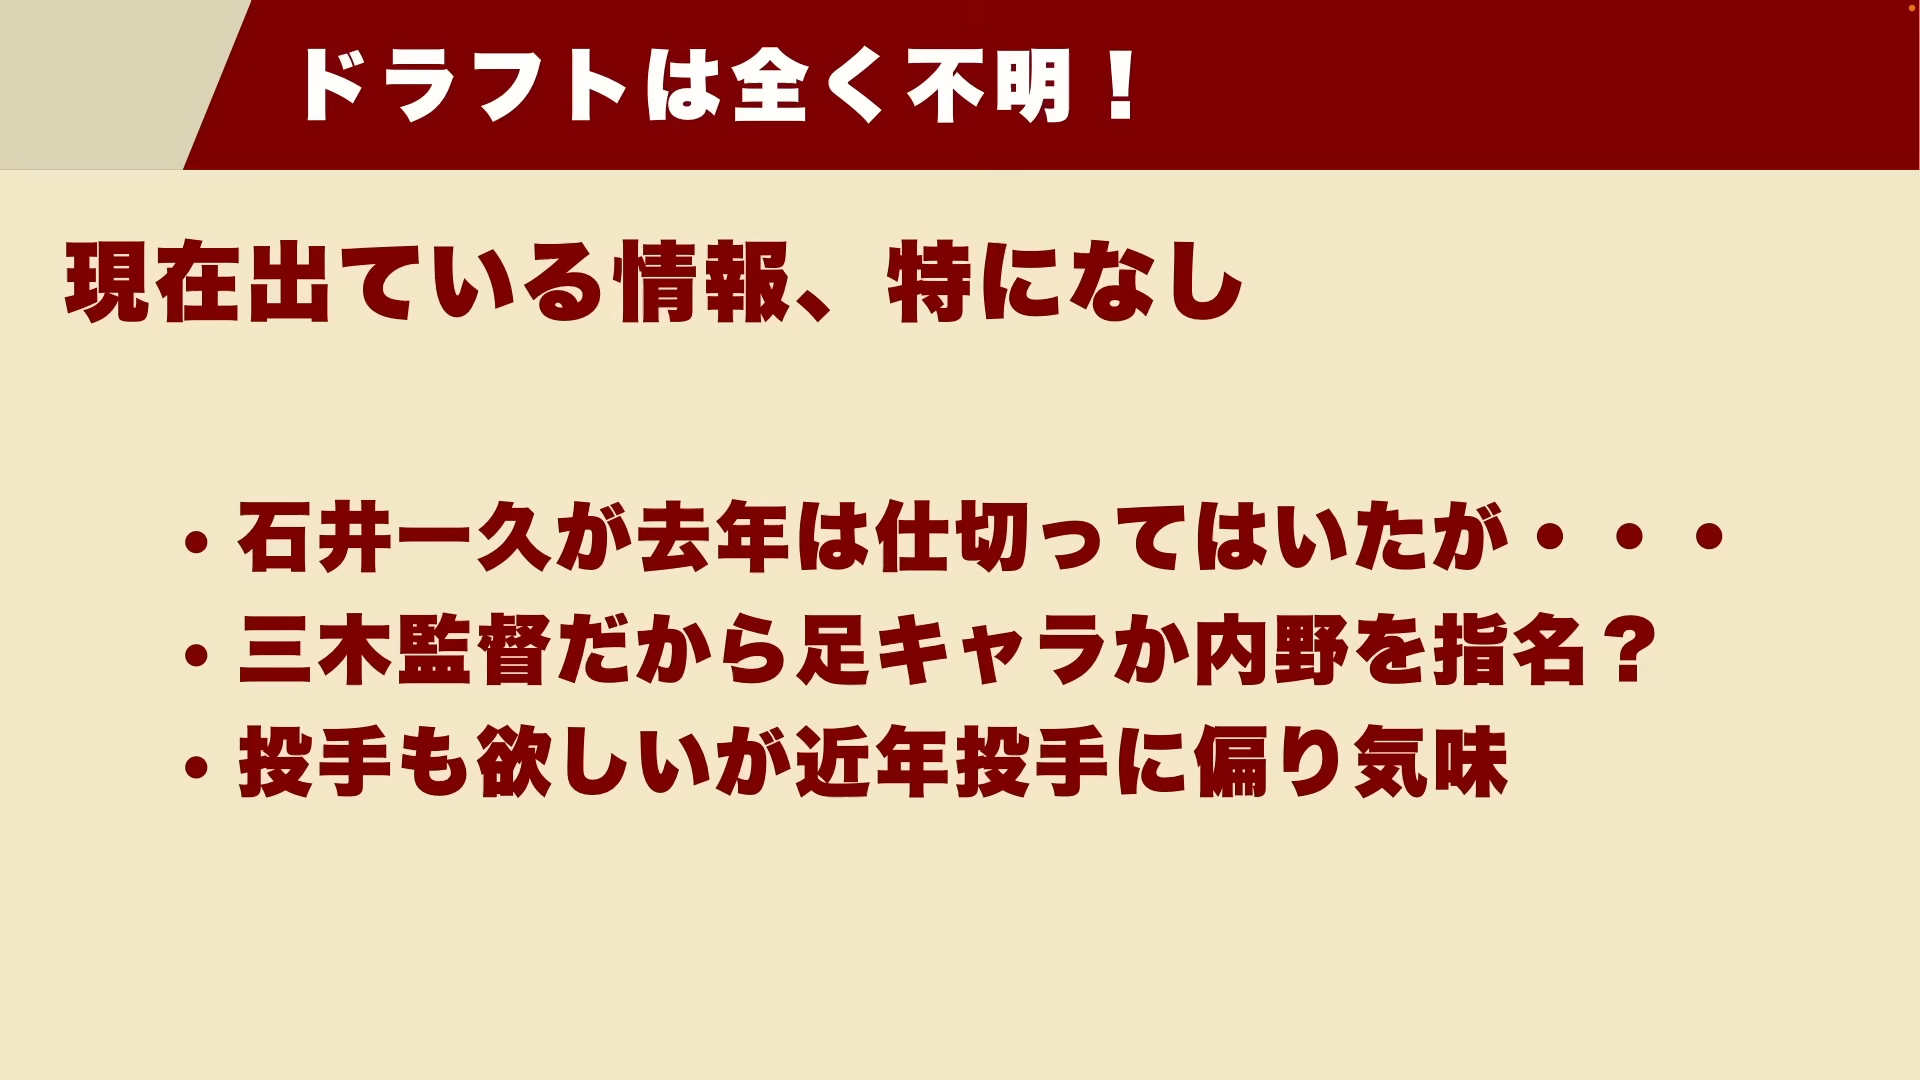 ドラフトは全く不明！
現在出ている情報、特になし
・石井一久が去年は仕切ってはいたが・・・
・三木監督だから足キャラか内野を指名？
・投手も欲しいが近年投手に偏り気味